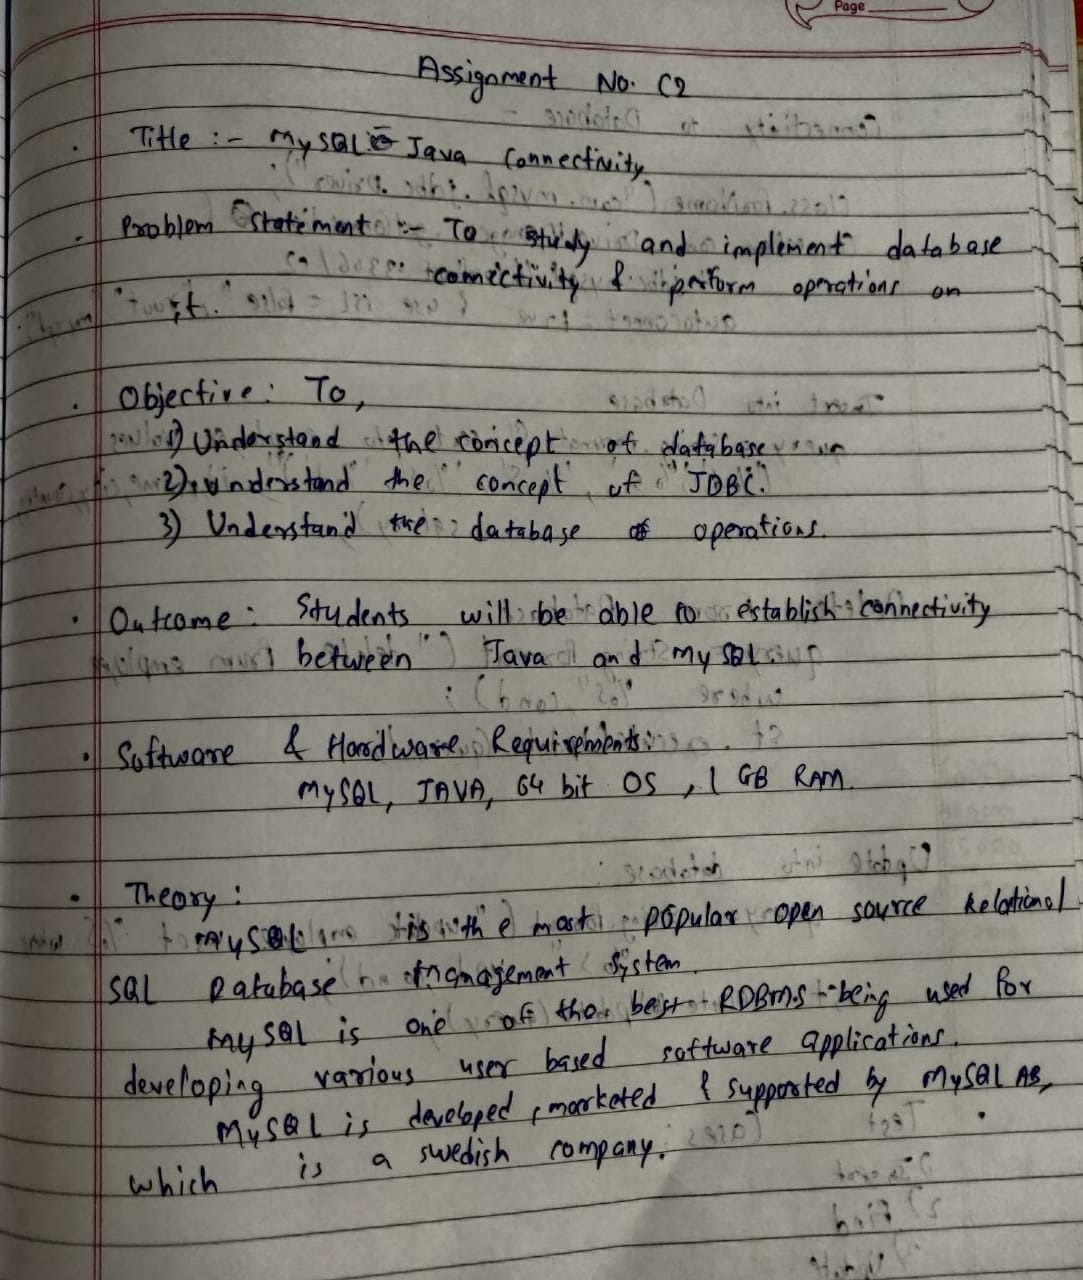 Page
Assignment No. C2
Title :- MySQL - Java Connectivity
Problem Statement :- To study and implement database
connectivity & perform oprations on
it.
Objective : To,
1) Understand the concept of database
2) Understand the concept of "JDBC."
3) Understand the database of operations.
Outcome : Students will be able to establish connectivity
between Java and MySQL
Software & Hardware Requirements :
MySQL, JAVA, 64 bit OS, 1 GB RAM.
Theory :
MySQL is the most popular open source Relational
SQL Database management System.
MySQL is one of the best RDBMS being used for
developing various user based software applications.
MySQL is developed, marketed & supported by MySQL AB,
which is a swedish company.